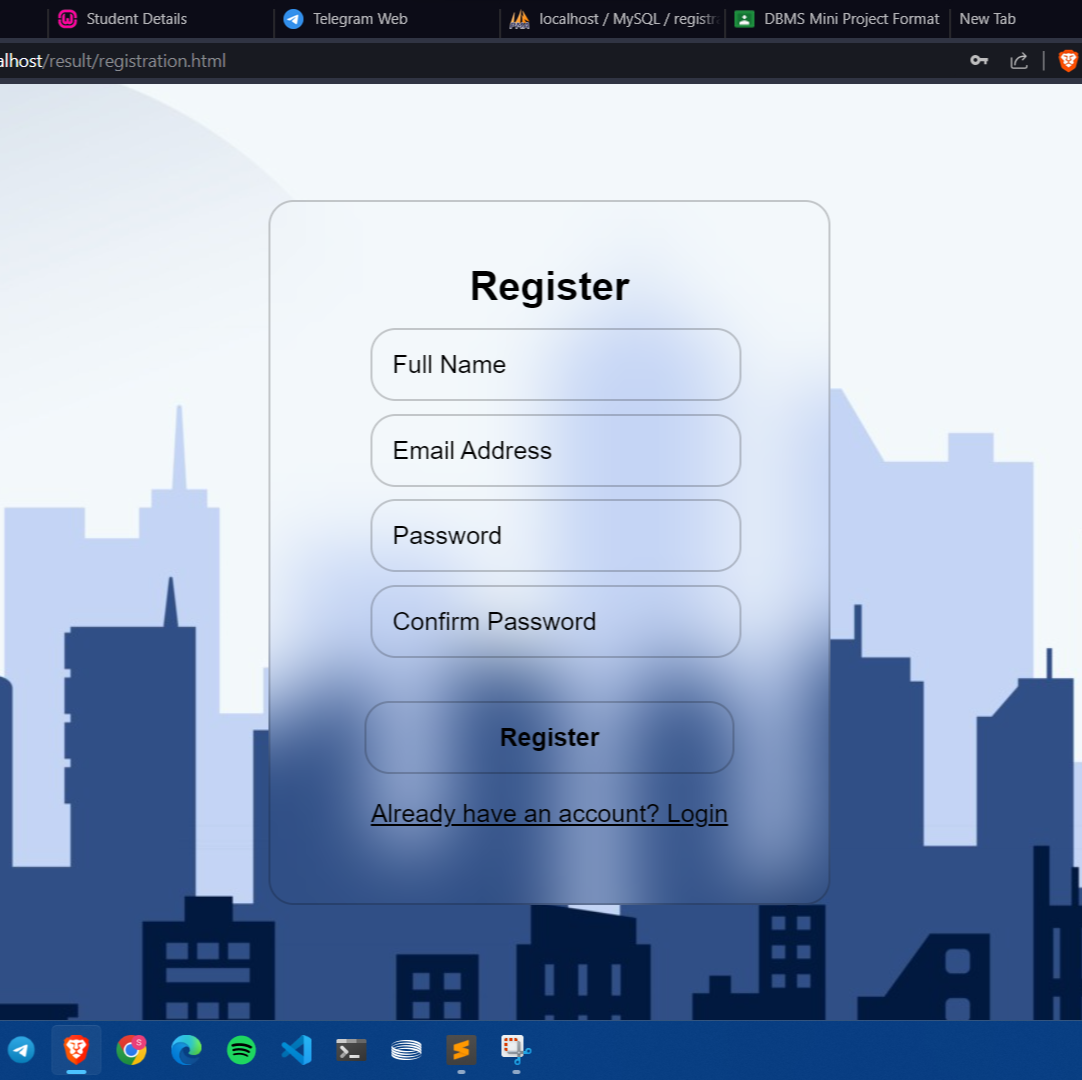 Student Details
Telegram Web
localhost / MySQL / registra
DBMS Mini Project Format
New Tab
alhost/result/registration.html
Register
Full Name
Email Address
Password
Confirm Password
Register
Already have an account? Login